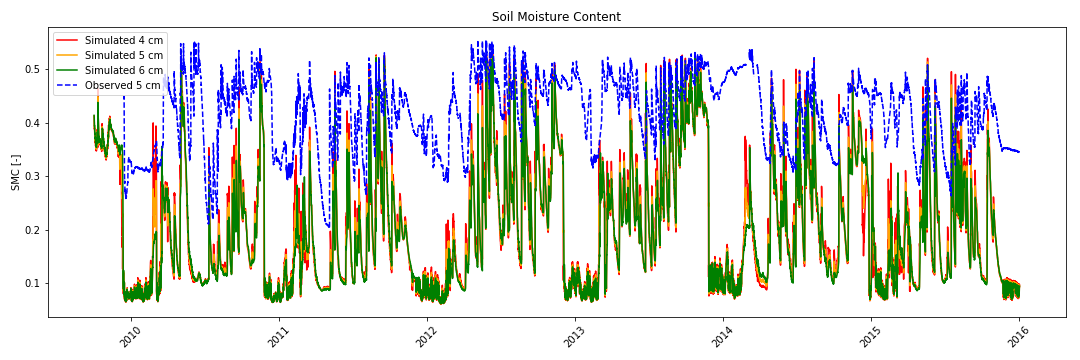 Soil Moisture Content
Simulated 4 cm
Simulated 5 cm
Simulated 6 cm
Observed 5 cm
SMC [-]
0.5
0.4
0.3
0.2
0.1
2010
2011
2012
2013
2014
2015
2016